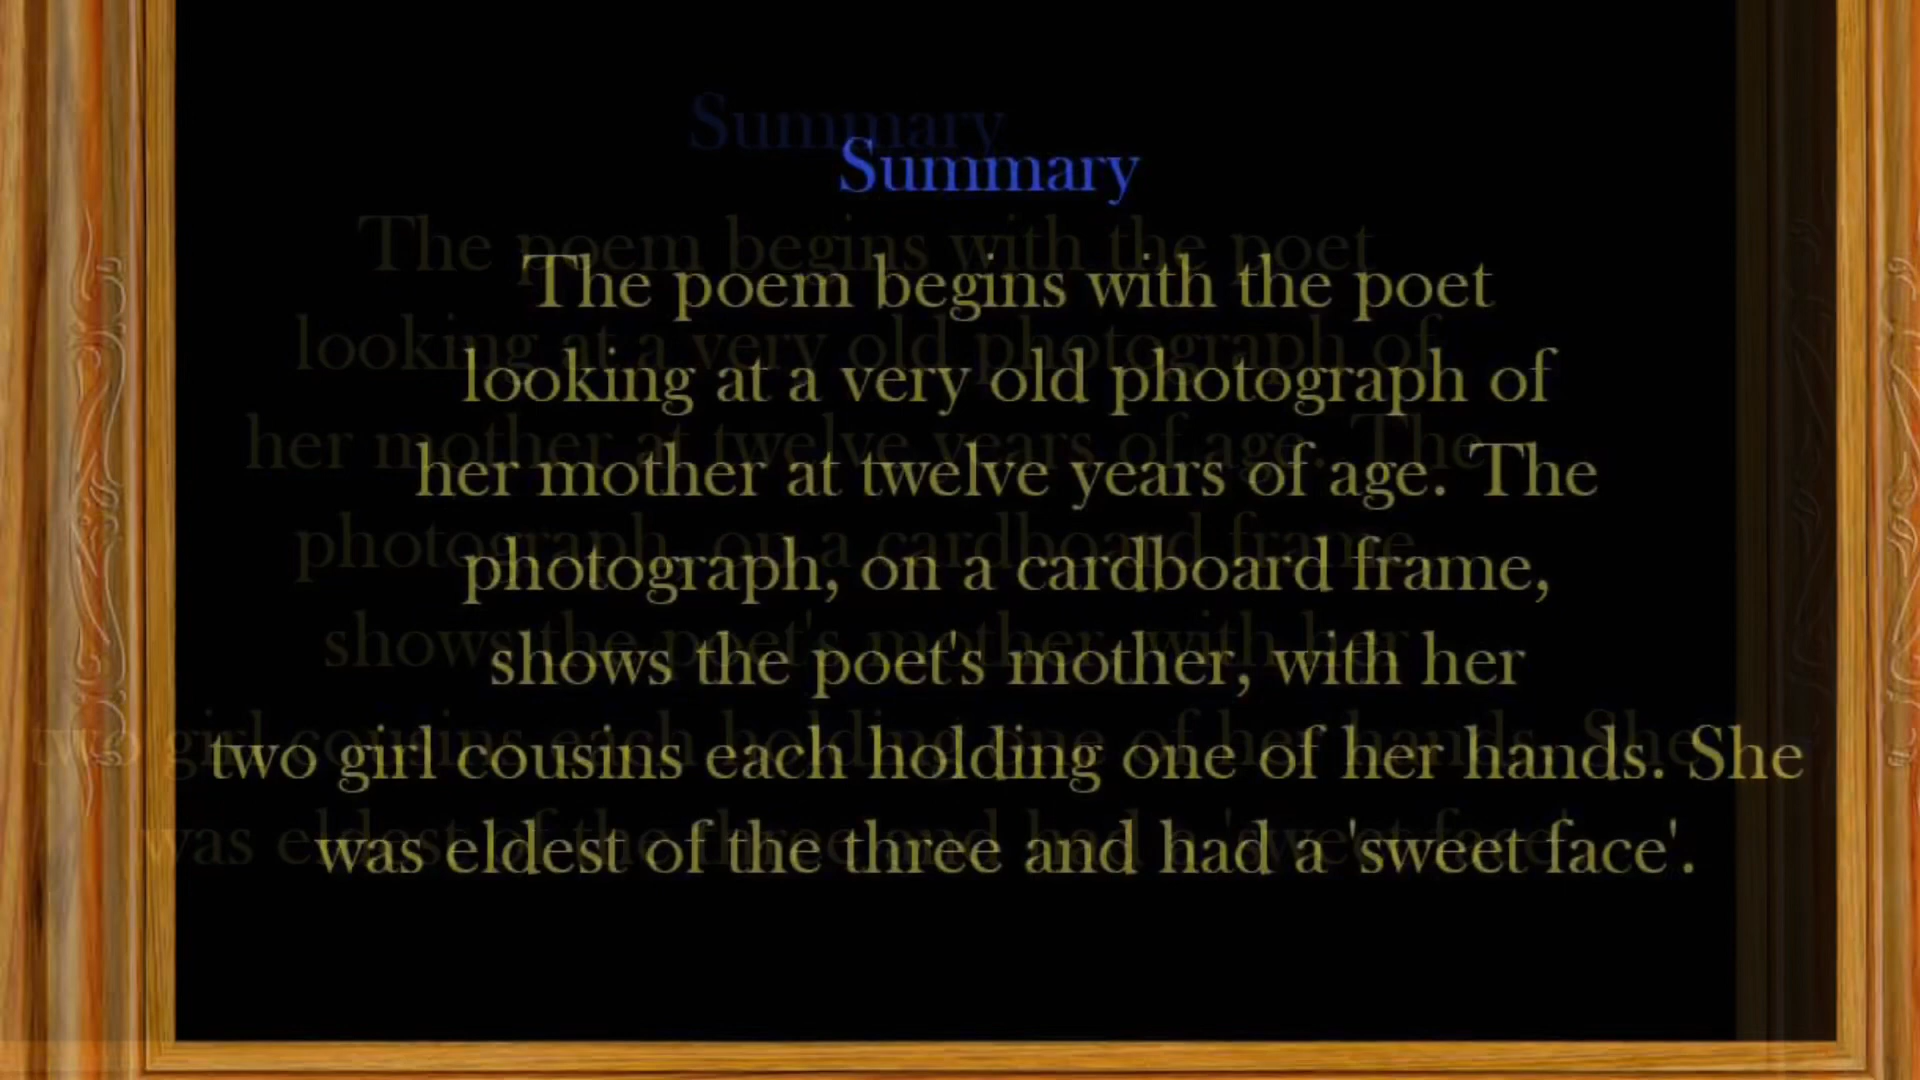 Summary
The poem begins with the poet
looking at a very old photograph of
her mother at twelve years of age. The
photograph, on a cardboard frame,
shows the poet's mother, with her
two girl cousins each holding one of her hands. She
was eldest of the three and had a 'sweet face'.